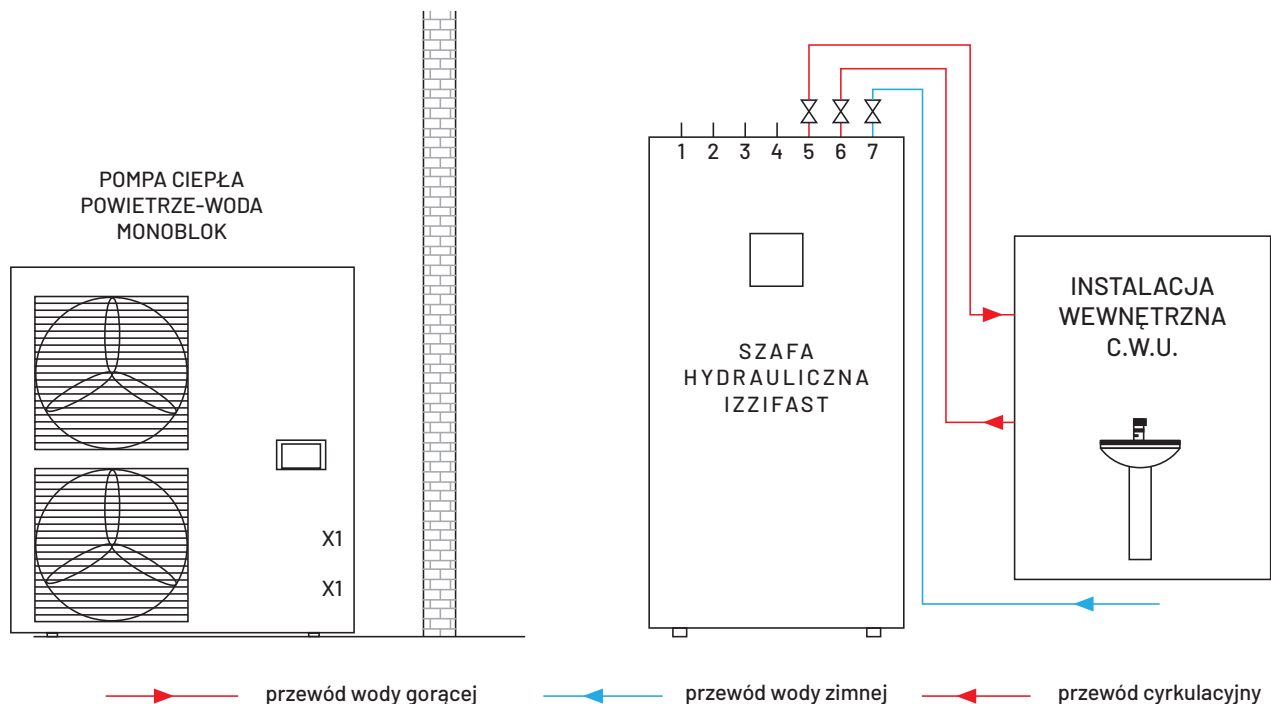 POMPA CIEPŁA
POWIETRZE-WODA
MONOBLOK
X1
X1
1 2 3 4 5 6 7
SZAFA
HYDRAULICZNA
IZZIFAST
INSTALACJA
WEWNĘTRZNA
C.W.U.
przewód wody gorącej
przewód wody zimnej
przewód cyrkulacyjny